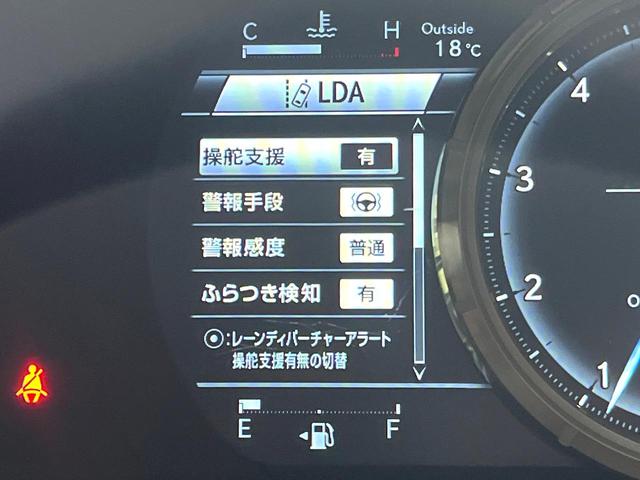 C H Outside
18℃
LDA
操舵支援 有
警報手段
警報感度 普通
ふらつき検知 有
◉:レーンディパーチャーアラート
操舵支援有無の切替
E F
4
3
2
1